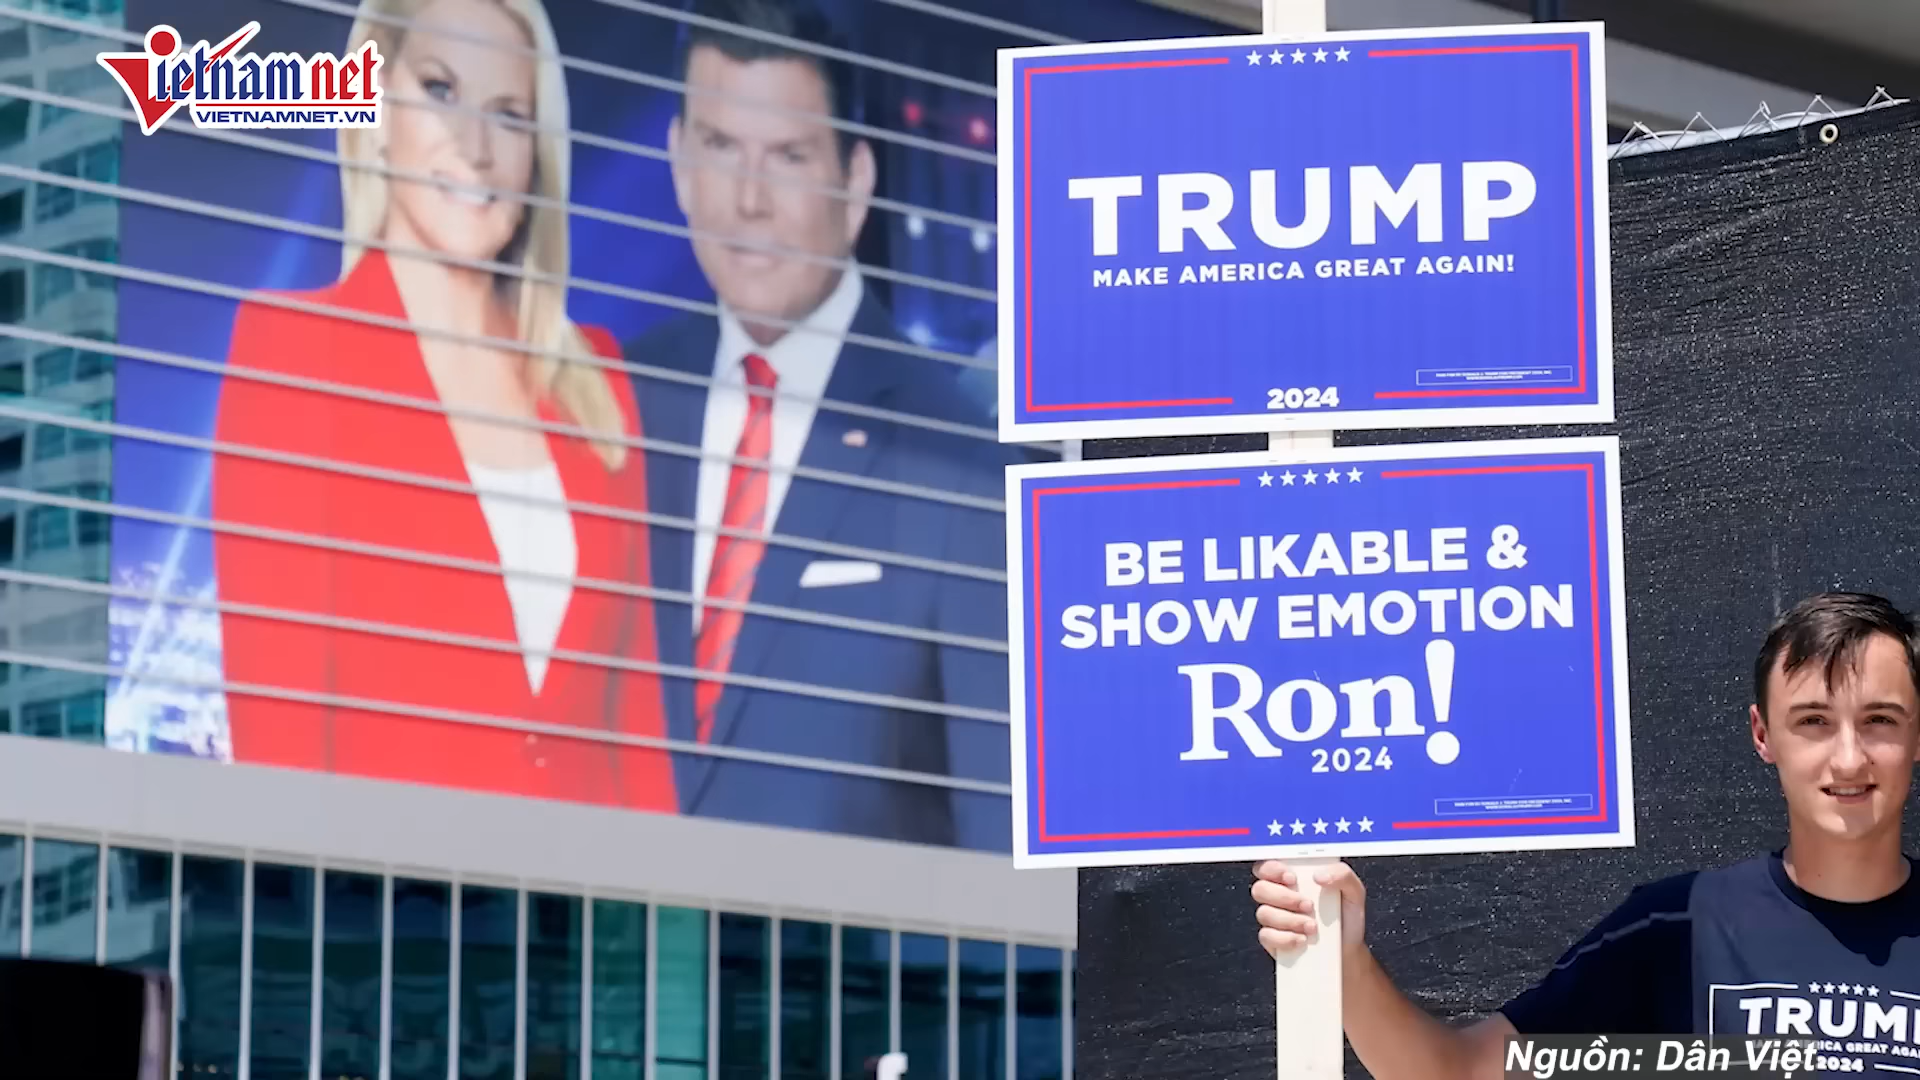 Vietnamnet
VIETNAMNET.VN
TRUMP
MAKE AMERICA GREAT AGAIN!
2024
BE LIKABLE &
SHOW EMOTION
Ron!
2024
TRUM
2024
Nguồn: Dân Việt